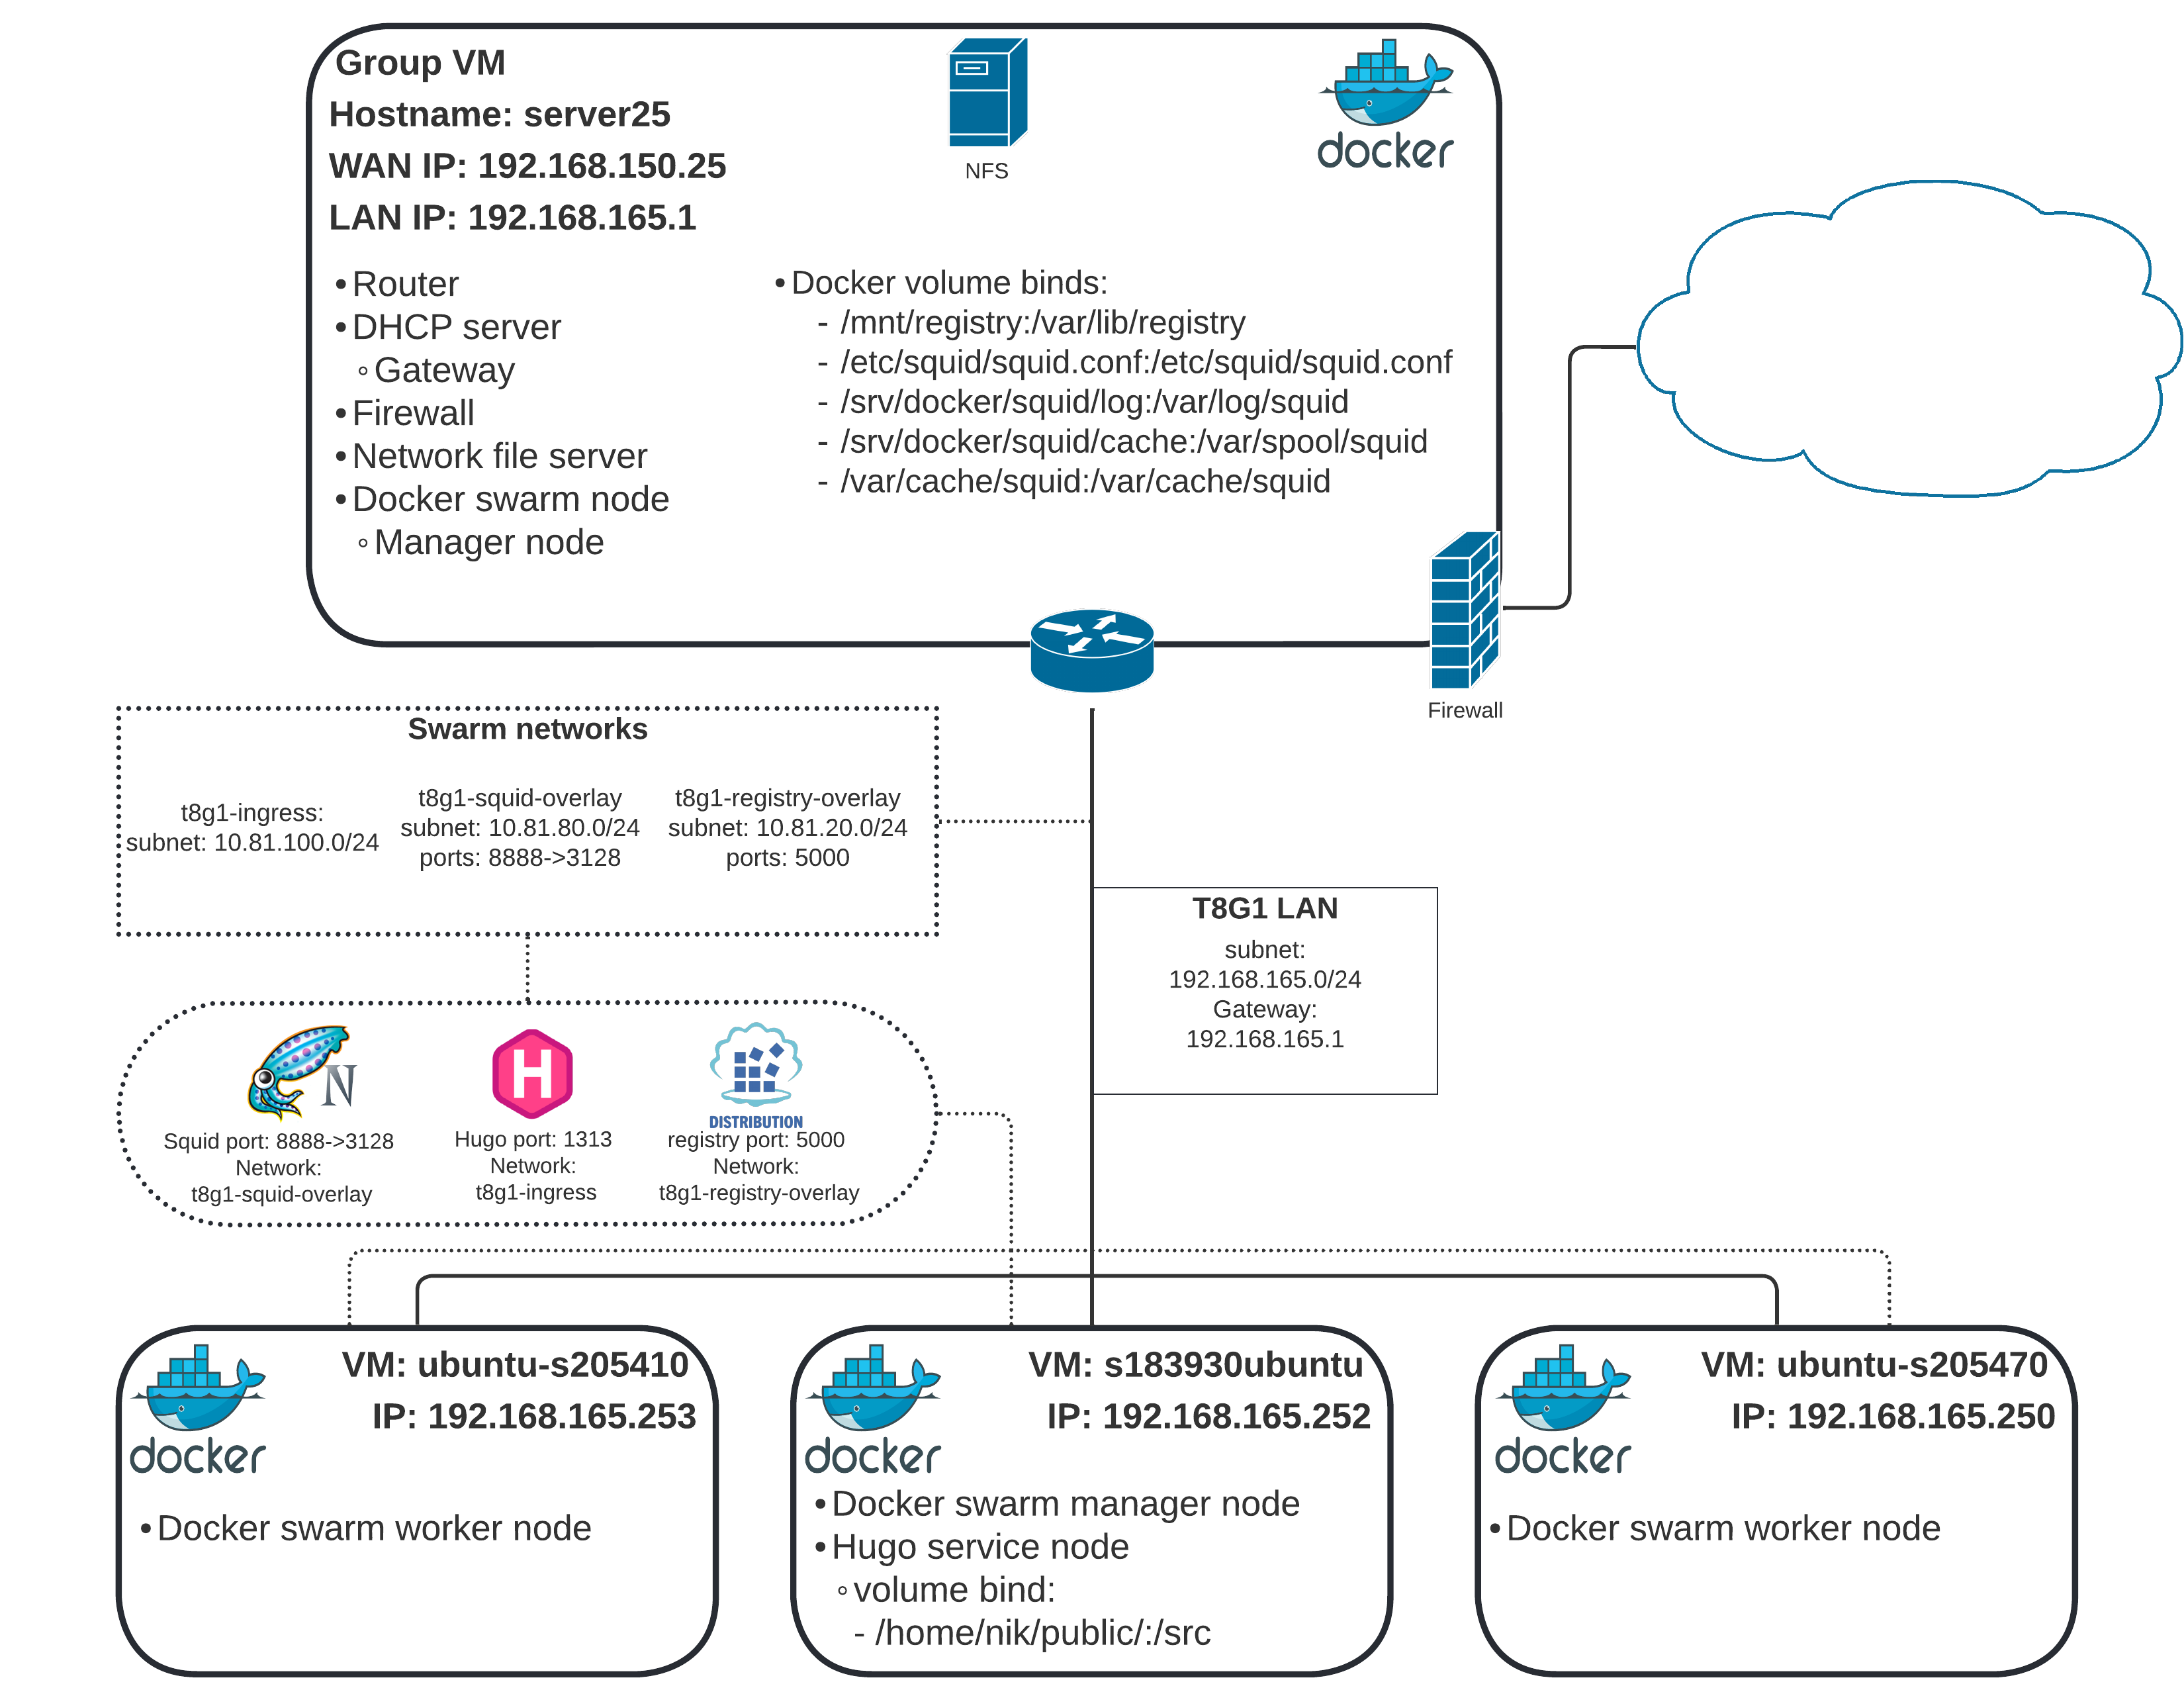 Group VM
Hostname: server25
WAN IP: 192.168.150.25
LAN IP: 192.168.165.1
NFS
docker
•Router
•DHCP server
◦Gateway
•Firewall
•Network file server
•Docker swarm node
◦Manager node
•Docker volume binds:
- /mnt/registry:/var/lib/registry
- /etc/squid/squid.conf:/etc/squid/squid.conf
- /srv/docker/squid/log:/var/log/squid
- /srv/docker/squid/cache:/var/spool/squid
- /var/cache/squid:/var/cache/squid
Firewall
Swarm networks
t8g1-ingress:
subnet: 10.81.100.0/24
t8g1-squid-overlay
subnet: 10.81.80.0/24
ports: 8888->3128
t8g1-registry-overlay
subnet: 10.81.20.0/24
ports: 5000
T8G1 LAN
subnet:
192.168.165.0/24
Gateway:
192.168.165.1
N
Squid port: 8888->3128
Network:
t8g1-squid-overlay
H
Hugo port: 1313
Network:
t8g1-ingress
DISTRIBUTION
registry port: 5000
Network:
t8g1-registry-overlay
docker
VM: ubuntu-s205410
IP: 192.168.165.253
•Docker swarm worker node
docker
VM: s183930ubuntu
IP: 192.168.165.252
•Docker swarm manager node
•Hugo service node
◦volume bind:
- /home/nik/public/:/src
docker
VM: ubuntu-s205470
IP: 192.168.165.250
•Docker swarm worker node